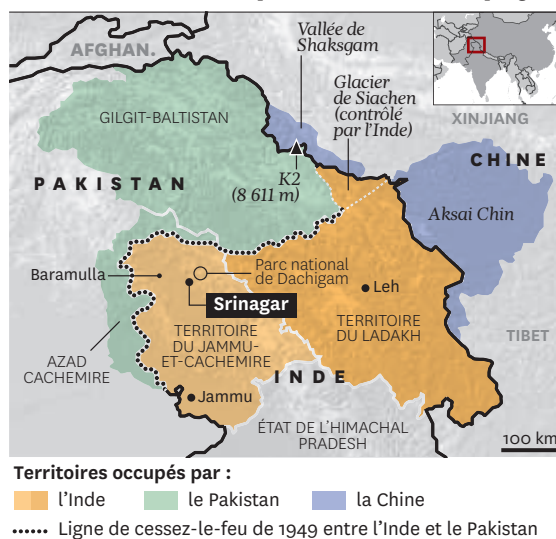 AFGHAN.
Vallée de
Shaksgam
GILGIT-BALTISTAN
Glacier
de Siachen
(contrôlé
par l'Inde)
XINJIANG
CHINE
PAKISTAN
K2
(8 611 m)
Aksai Chin
Baramulla
Parc national
de Dachigam
Leh
Srinagar
TERRITOIRE
DU JAMMU-
ET-CACHEMIRE
TERRITOIRE
DU LADAKH
TIBET
AZAD
CACHEMIRE
INDE
Jammu
ÉTAT DE L'HIMACHAL
PRADESH
100 km
Territoires occupés par :
l'Inde le Pakistan la Chine
Ligne de cessez-le-feu de 1949 entre l'Inde et le Pakistan